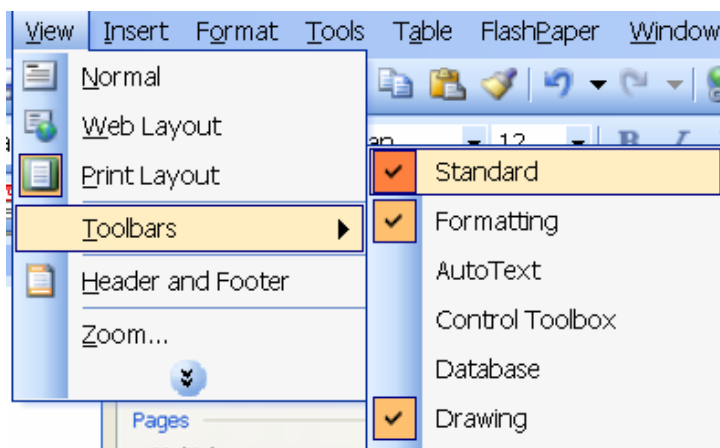 View Insert Format Tools Table FlashPaper Window
Normal
Web Layout
Print Layout
Toolbars
Header and Footer
Zoom...
12 B I
Standard
Formatting
AutoText
Control Toolbox
Database
Drawing
Pages